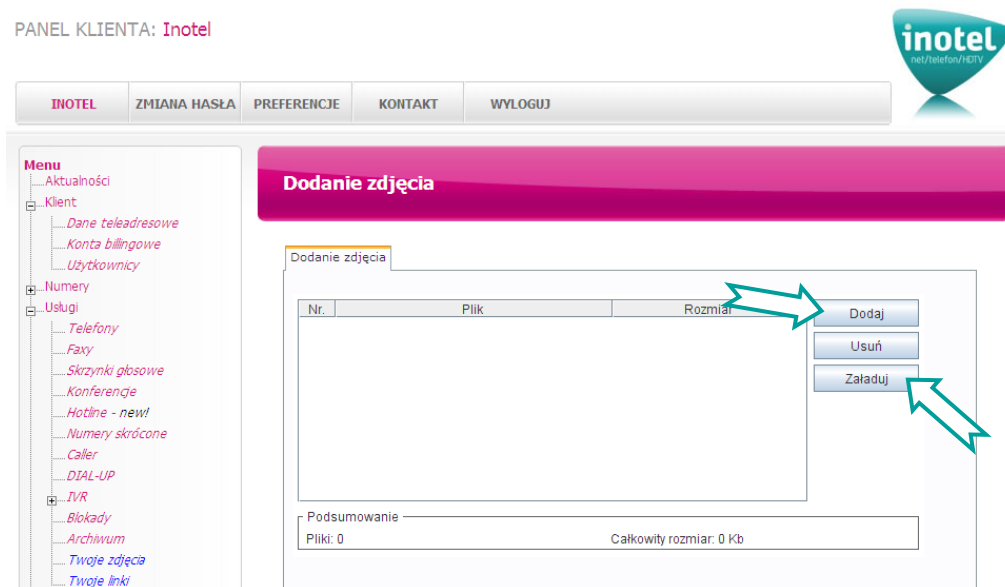 PANEL KLIENTA: Inotel
inotel
net/telefon/HDTV
INOTEL ZMIANA HASŁA PREFERENCJE KONTAKT WYLOGUJ
Menu
Aktualności
Klient
Dane teleadresowe
Konta billingowe
Użytkownicy
Numery
Usługi
Telefony
Faxy
Skrzynki głosowe
Konferencje
Hotline - new!
Numery skrócone
Caller
DIAL-UP
IVR
Blokady
Archiwum
Twoje zdjęcia
Twoje linki
Dodanie zdjęcia
Dodanie zdjęcia
Nr. Plik Rozmiar
Dodaj
Usuń
Załaduj
Podsumowanie
Pliki: 0 Całkowity rozmiar: 0 Kb